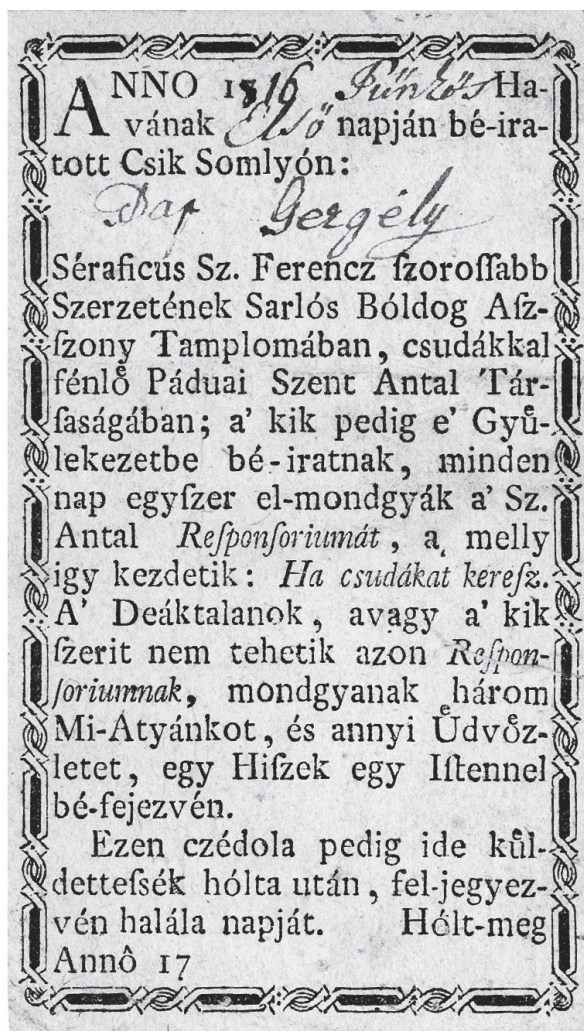 ANNO 1816 Pünkös Ha-
vának Első napján bé-ira-
tott Csik Somlyón:
Gergély
Séraficus Sz. Ferencz ſzoroſſabb
Szerzetének Sarlós Bóldog Aſz-
ſzony Tamplomában, csudákkal
fénlő Páduai Szent Antal Tár-
ſaságában; a' kik pedig e' Gyü-
lekezetbe bé-iratnak, minden
nap egyſzer el-mondgyák a' Sz.
Antal Reſponſoriumát, a melly
igy kezdetik: Ha csudákat kereſz.
A' Deáktalanok, avagy a' kik
ſzerit nem tehetik azon Reſpon-
ſoriumnak, mondgyanak három
Mi-Atyánkot, és annyi Üdvöz-
letet, egy Hiſzek egy Iſtennel
bé-fejezvén.
Ezen czédola pedig ide kül-
detteſſék hólta után, fel-jegyez-
vén halála napját. Hólt-meg
Annô 17